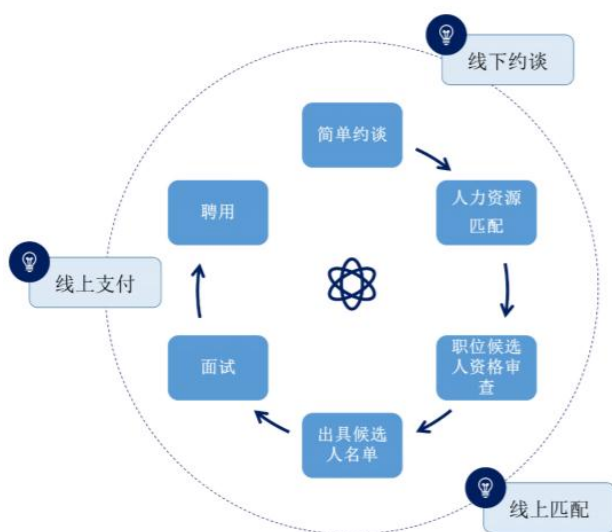 线下约谈
简单约谈
人力资源
匹配
聘用
线上支付
职位候选
人资格审
查
面试
出具候选
人名单
线上匹配